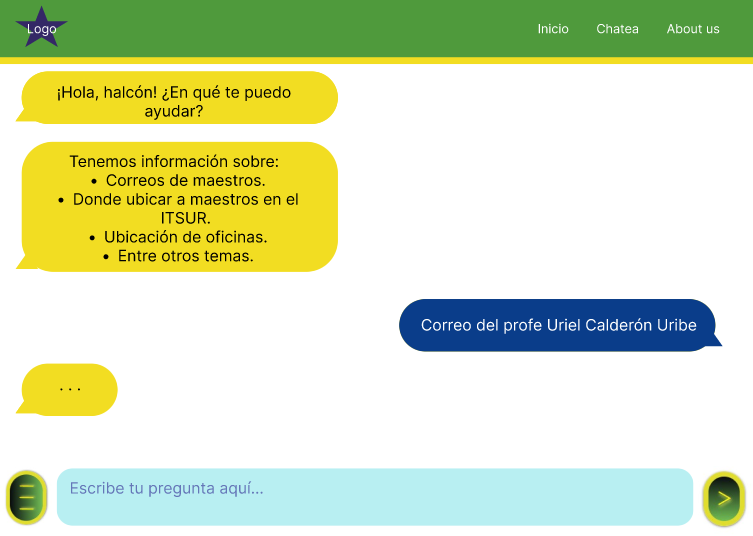 Logo
Inicio Chatea About us
¡Hola, halcón! ¿En qué te puedo
ayudar?
Tenemos información sobre:
• Correos de maestros.
• Donde ubicar a maestros en el
ITSUR.
• Ubicación de oficinas.
• Entre otros temas.
Correo del profe Uriel Calderón Uribe
. . .
Escribe tu pregunta aquí...
>